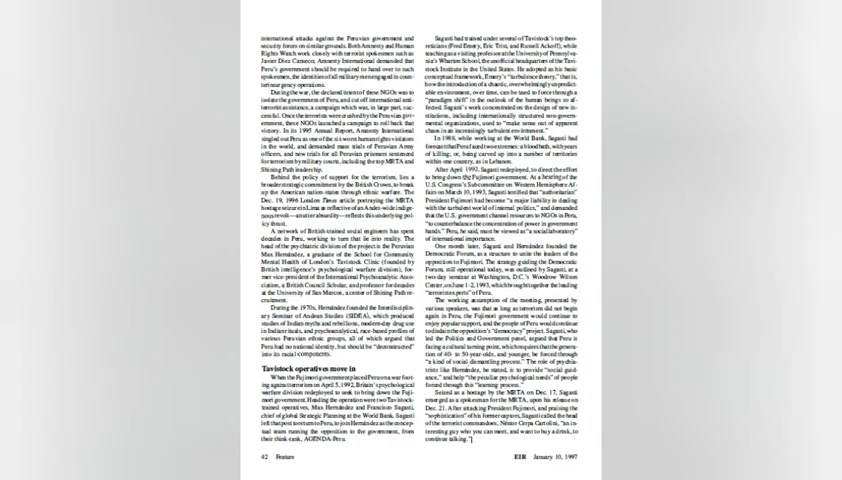 international attacks against the Peruvian government and
security forces on similar grounds. Both Amnesty and Human
Rights Watch work closely with terrorist spokesmen such as
Javier Diez Canseco; Amnesty International demanded that
Peru's government should be required to hand over to such
spokesmen, the identities of all military men engaged in coun-
terinsurgency operations.
During the war, the declared intent of these NGOs was to
isolate the government of Peru, and cut off international anti-
terrorist assistance, a campaign which was, in large part, suc-
cessful. Once the terrorists were crushed by the Peruvian gov-
ernment, these NGOs launched a campaign to roll back that
victory. In its 1995 Annual Report, Amnesty International
singled out Peru as one of the six worst human rights violators
in the world, and demanded mass trials of Peruvian Army
officers, and new trials for all Peruvian prisoners sentenced
for terrorism by military courts, including the top MRTA and
Shining Path leadership.
Behind the policy of support for the terrorism, lies a
broader strategic commitment by the British Crown, to break
up the American nation-states through ethnic warfare. The
Dec. 19, 1996 London Times article portraying the MRTA
hostage seizure in Lima as reflective of an Andes-wide indige-
nous revolt—an utter absurdity—reflects this underlying pol-
icy thrust.
A network of British-trained social engineers has spent
decades in Peru, working to turn that lie into reality. The
head of the psychiatric division of the project is the Peruvian
Max Hernández, a graduate of the School for Community
Mental Health of London's Tavistock Clinic (founded by
British intelligence's psychological warfare division), for-
mer vice-president of the International Psychoanalytic Asso-
ciation, a British Council Scholar, and professor for decades
at the University of San Marcos, a center of Shining Path re-
cruitment.
During the 1970s, Hernández founded the Interdisciplin-
ary Seminar of Andean Studies (SIDEA), which produced
studies of Indian myths and rebellions, modern-day drug use
in Indian rituals, and psychoanalytical, race-based profiles of
various Peruvian ethnic groups, all of which argued that
Peru had no national identity, but should be "deconstructed"
into its racial components.
Tavistock operatives move in
When the Fujimori government placed Peru on a war foot-
ing against terrorism on April 5, 1992, Britain's psychological
warfare division redeployed to seek to bring down the Fuji-
mori government. Heading the operation were two Tavistock-
trained operatives, Max Hernández and Francisco Sagasti,
chief of global Strategic Planning at the World Bank. Sagasti
left that post to return to Peru, to join Hernández as the concep-
tual team running the opposition to the government, from
their think-tank, AGENDA-Peru.
Sagasti had trained under several of Tavistock's top theo-
reticians (Fred Emery, Eric Trist, and Russell Ackoff), while
teaching as a visiting professor at the University of Pennsylva-
nia's Wharton School, the unofficial headquarters of the Tavi-
stock Institute in the United States. He adopted as his basic
conceptual framework, Emery's "turbulence theory," that is,
how the introduction of a chaotic, overwhelmingly unpredict-
able environment, over time, can be used to force through a
"paradigm shift" in the outlook of the human beings so af-
fected. Sagasti's work concentrated on the design of new in-
stitutions, including internationally structured non-govern-
mental organizations, used to "make sense out of apparent
chaos in an increasingly turbulent environment."
In 1988, while working at the World Bank, Sagasti had
forecast that Peru faced two extremes: a bloodbath, with years
of killing; or, being carved up into a number of territories
within one country, as in Lebanon.
After April 1992, Sagasti redeployed, to direct the effort
to bring down the Fujimori government. At a hearing of the
U.S. Congress's Subcommittee on Western Hemisphere Af-
fairs on March 10, 1993, Sagasti testified that "authoritarian"
President Fujimori had become "a major liability in dealing
with the turbulent world of internal politics," and demanded
that the U.S. government channel resources to NGOs in Peru,
"to counterbalance the concentration of power in government
hands." Peru, he said, must be viewed as "a social laboratory"
of international importance.
One month later, Sagasti and Hernández founded the
Democratic Forum, as a structure to unite the leaders of the
opposition to Fujimori. The strategy guiding the Democratic
Forum, still operational today, was outlined by Sagasti, at a
two-day seminar at Washington, D.C.'s Woodrow Wilson
Center, on June 1-2, 1993, which brought together the leading
"terrorism experts" of Peru.
The working assumption of the meeting, presented by
various speakers, was that as long as terrorism did not begin
again in Peru, the Fujimori government would continue to
enjoy popular support, and the people of Peru would continue
to disdain the opposition's "democracy" project. Sagasti, who
led the Politics and Government panel, argued that Peru is
facing a cultural turning point, which requires that the genera-
tion of 40- to 50-year-olds, and younger, be forced through
"a kind of social dismantling process." The role of psychia-
trists like Hernández, he stated, is to provide "social guid-
ance," and help "the peculiar psychological needs" of people
forced through this "learning process."
Seized as a hostage by the MRTA on Dec. 17, Sagasti
emerged as a spokesman for the MRTA, upon his release on
Dec. 21. After attacking President Fujimori, and praising the
"sophistication" of his former captors, Sagasti called the head
of the terrorist commandos, Néstor Cerpa Cartolini, "an in-
teresting guy who you can meet, and want to buy a drink, to
continue talking."
42 Feature
EIR January 10, 1997